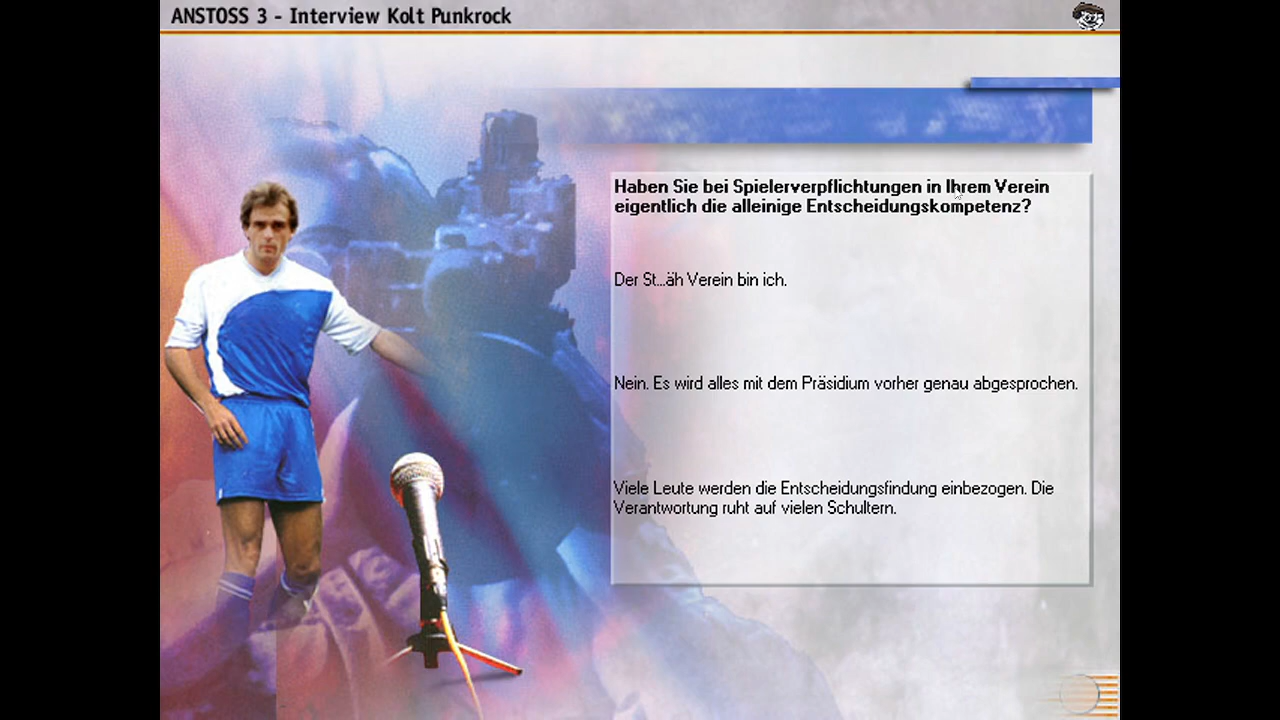 ANSTOSS 3 - Interview Kolt Punkrock
Haben Sie bei Spielerverpflichtungen in Ihrem Verein
eigentlich die alleinige Entscheidungskompetenz?
Der St...äh Verein bin ich.
Nein. Es wird alles mit dem Präsidium vorher genau abgesprochen.
Viele Leute werden die Entscheidungsfindung einbezogen. Die
Verantwortung ruht auf vielen Schultern.